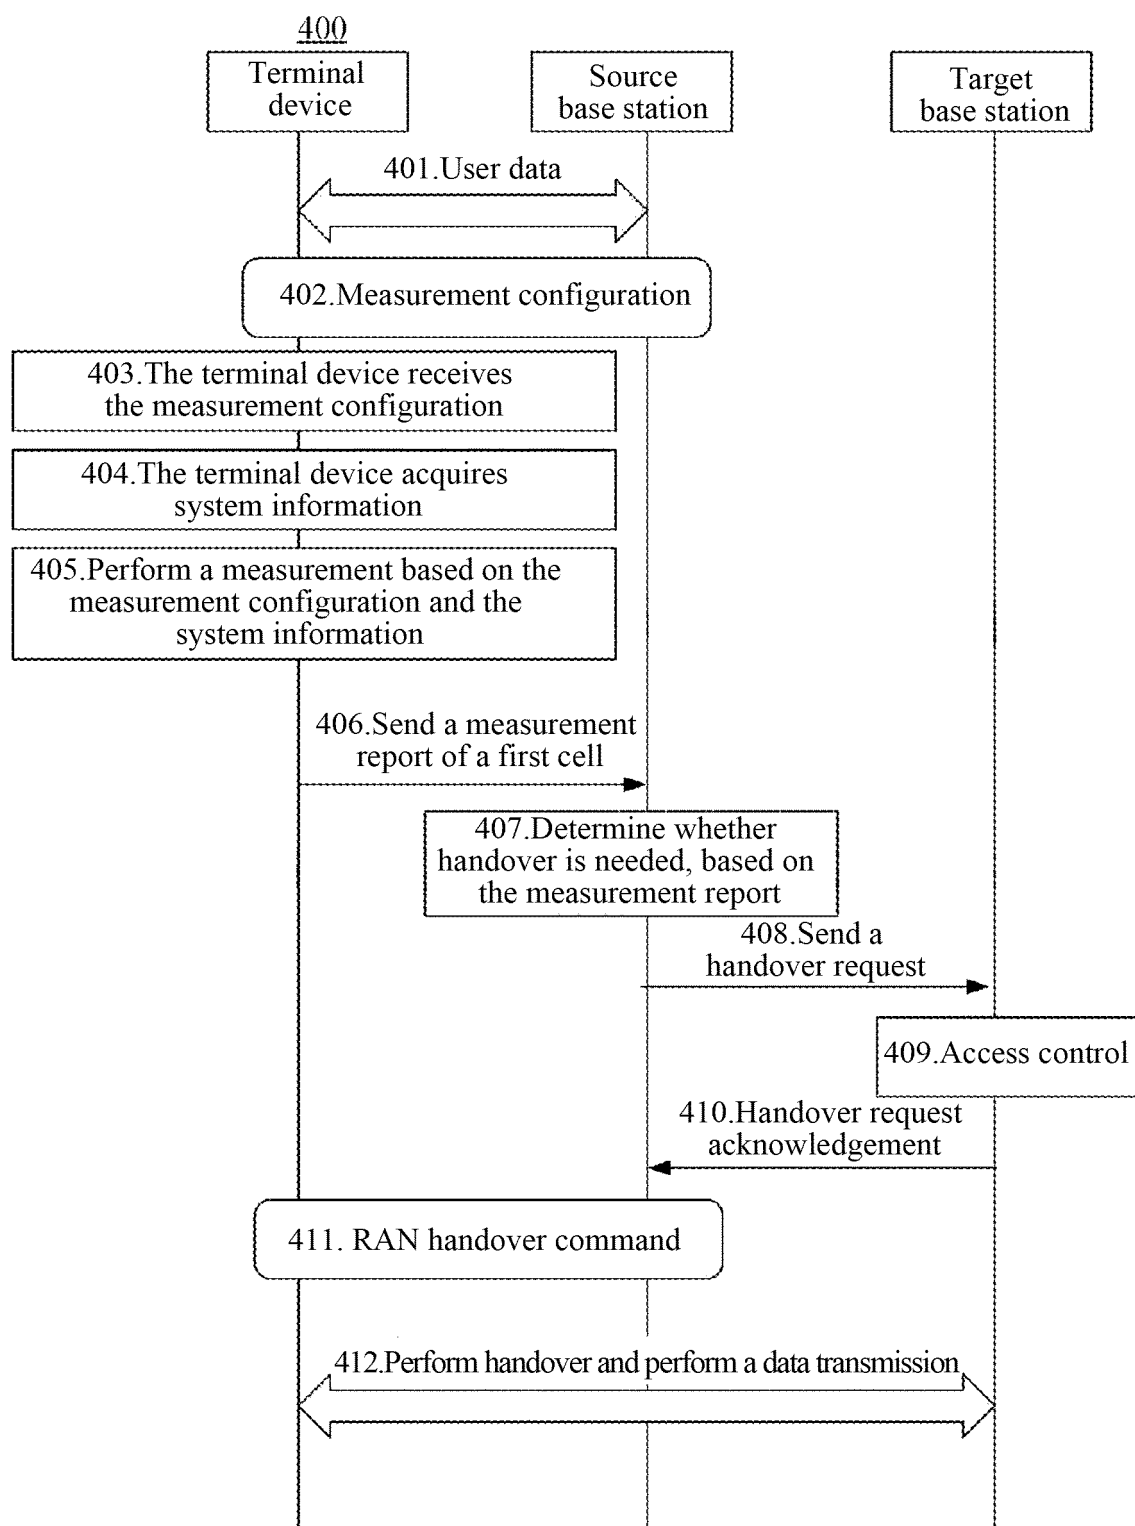 400
Terminal
device
Source
base station
Target
base station
401.User data
402.Measurement configuration
403.The terminal device receives
the measurement configuration
404.The terminal device acquires
system information
405.Perform a measurement based on the
measurement configuration and the
system information
406.Send a measurement
report of a first cell
407.Determine whether
handover is needed, based on
the measurement report
408.Send a
handover request
409.Access control
410.Handover request
acknowledgement
411. RAN handover command
412.Perform handover and perform a data transmission